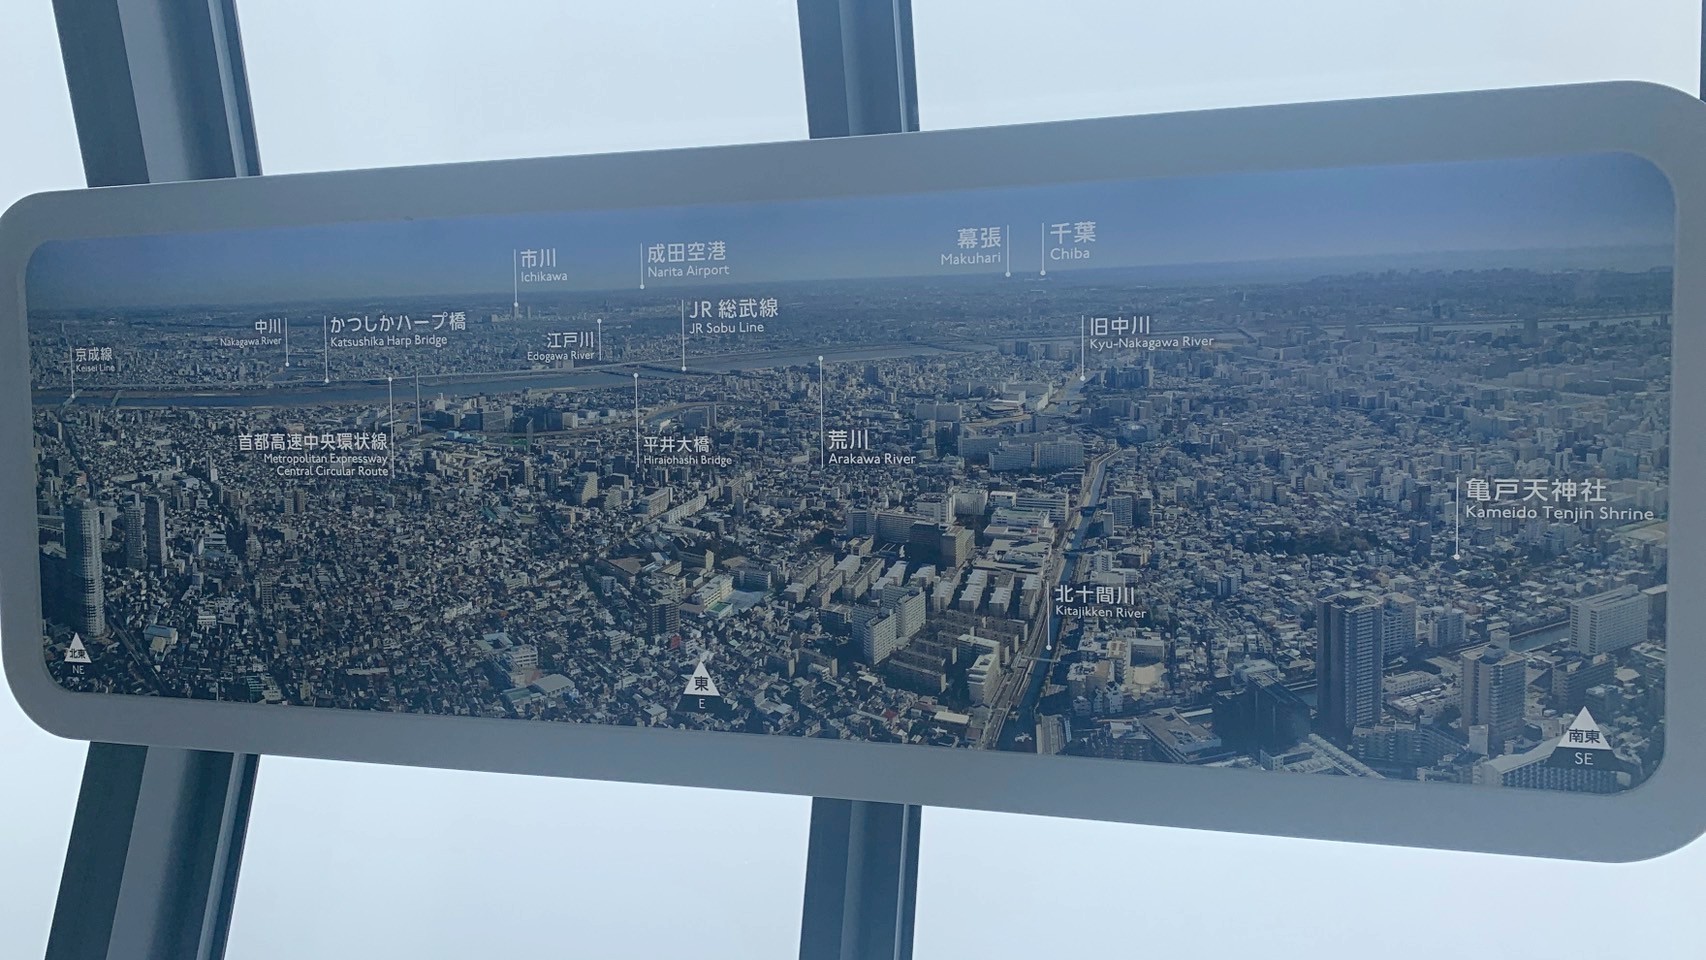 市川
Ichikawa
成田空港
Narita Airport
幕張
Makuhari
千葉
Chiba
京成線
Keisei Line
中川
Nakagawa River
かつしかハープ橋
Katsushika Harp Bridge
江戸川
Edogawa River
JR 総武線
JR Sobu Line
旧中川
Kyu-Nakagawa River
首都高速中央環状線
Metropolitan Expressway
Central Circular Route
平井大橋
Hiraiohashi Bridge
荒川
Arakawa River
亀戸天神社
Kameido Tenjin Shrine
北十間川
Kitajikken River
北東
NE
東
E
南東
SE